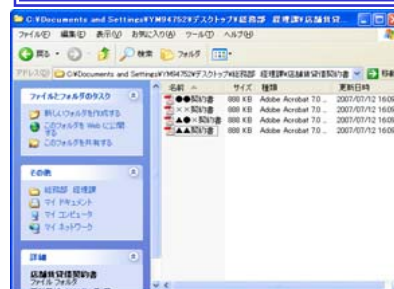 C:¥Documents and Settings¥YM947529¥デスクトップ¥総務部 経理課¥店舗賃貸...
ファイル(F) 編集(E) 表示(V) お気に入り(A) ツール(T) ヘルプ(H)
戻る 検索 フォルダ
アドレス(D) C:¥Documents and Settings¥YM947529¥デスクトップ¥総務部 経理課¥店舗賃貸借契約書 移動
名前 サイズ 種類 更新日時
●●契約書 888 KB Adobe Acrobat 7.0 ... 2007/07/12 16:09
××契約書 888 KB Adobe Acrobat 7.0 ... 2007/07/12 16:09
▲●×契約書 888 KB Adobe Acrobat 7.0 ... 2007/07/12 16:09
▲▲契約書 888 KB Adobe Acrobat 7.0 ... 2007/07/12 16:09
ファイルとフォルダのタスク
新しいフォルダを作成する
このフォルダを Web に公開する
このフォルダを共有する
その他
総務部 経理課
マイ ドキュメント
マイ コンピュータ
マイ ネットワーク
詳細
店舗賃貸借契約書
ファイル フォルダ